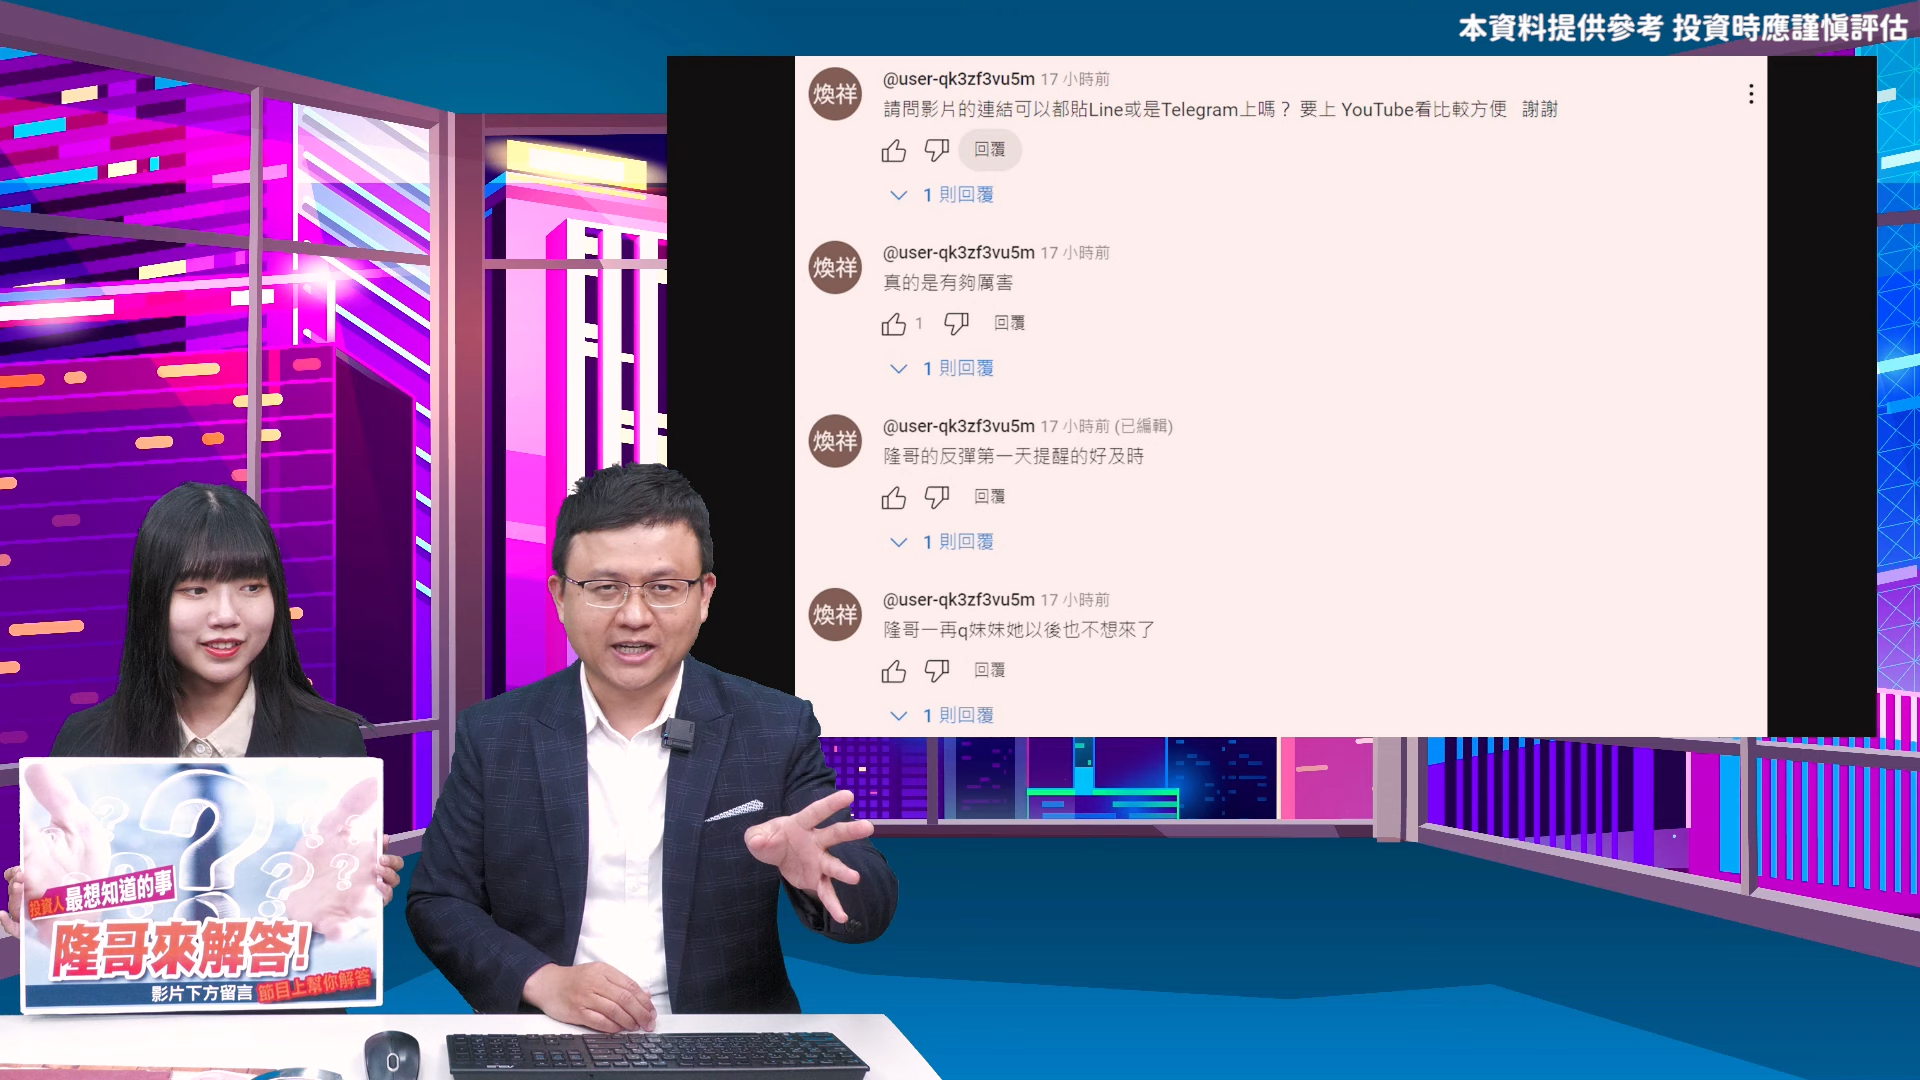 本資料提供參考 投資時應謹慎評估
煥祥
@user-qk3zf3vu5m 17 小時前
請問影片的連結可以都貼Line或是Telegram上嗎？ 要上 YouTube看比較方便 謝謝
回覆
1 則回覆
煥祥
@user-qk3zf3vu5m 17 小時前
真的是有夠厲害
1 回覆
1 則回覆
煥祥
@user-qk3zf3vu5m 17 小時前 (已編輯)
隆哥的反彈第一天提醒的好及時
回覆
1 則回覆
煥祥
@user-qk3zf3vu5m 17 小時前
隆哥一再q妹妹她以後也不想來了
回覆
1 則回覆
投資人最想知道的事
隆哥來解答!
影片下方留言 節目上幫你解答